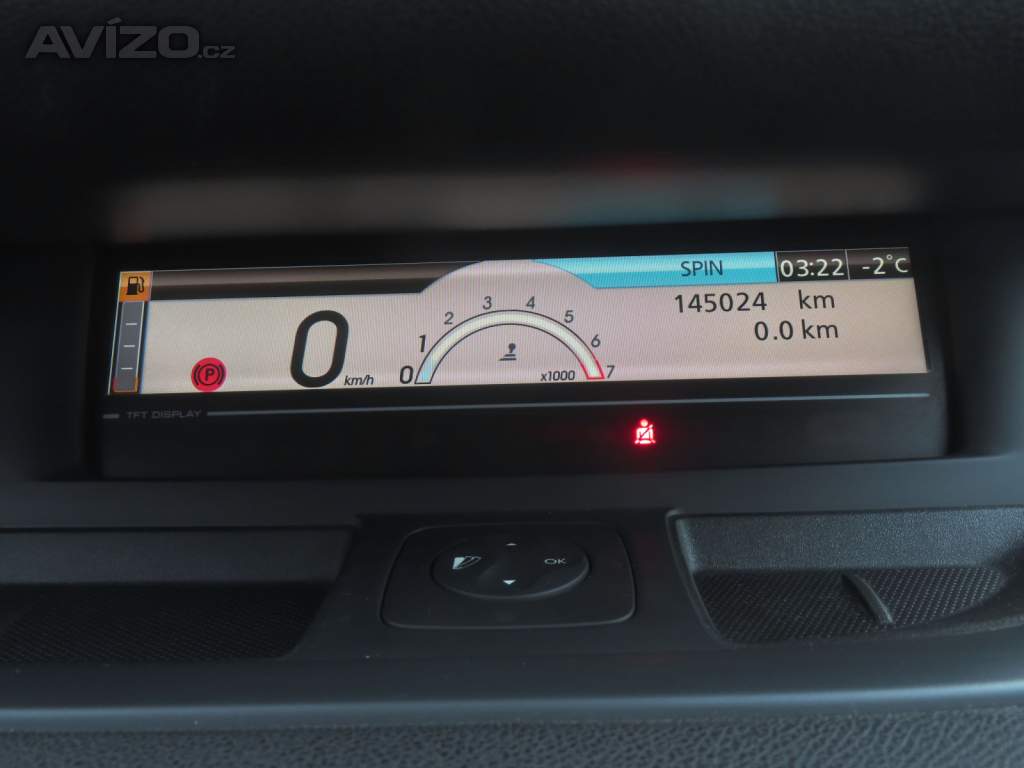 AVÍZO.cz
SPIN 03:22 -2°C
145024 km
0.0 km
0 km/h
0 1 2 3 4 5 6 7
x1000
P
TFT DISPLAY
OK